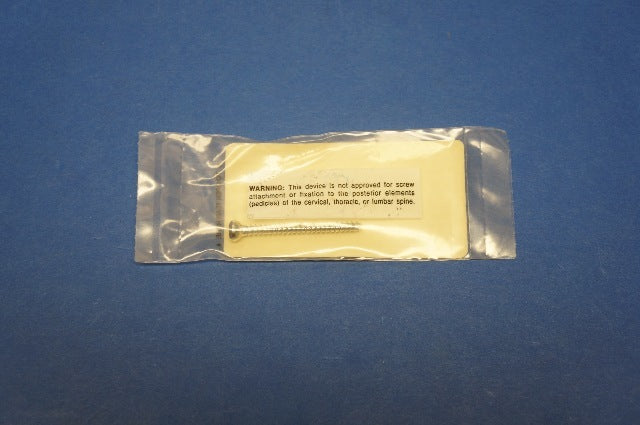 WARNING: This device is not approved for screw
attachment or fixation to the posterior elements
(pedicles) of the cervical, thoracic, or lumbar spine.